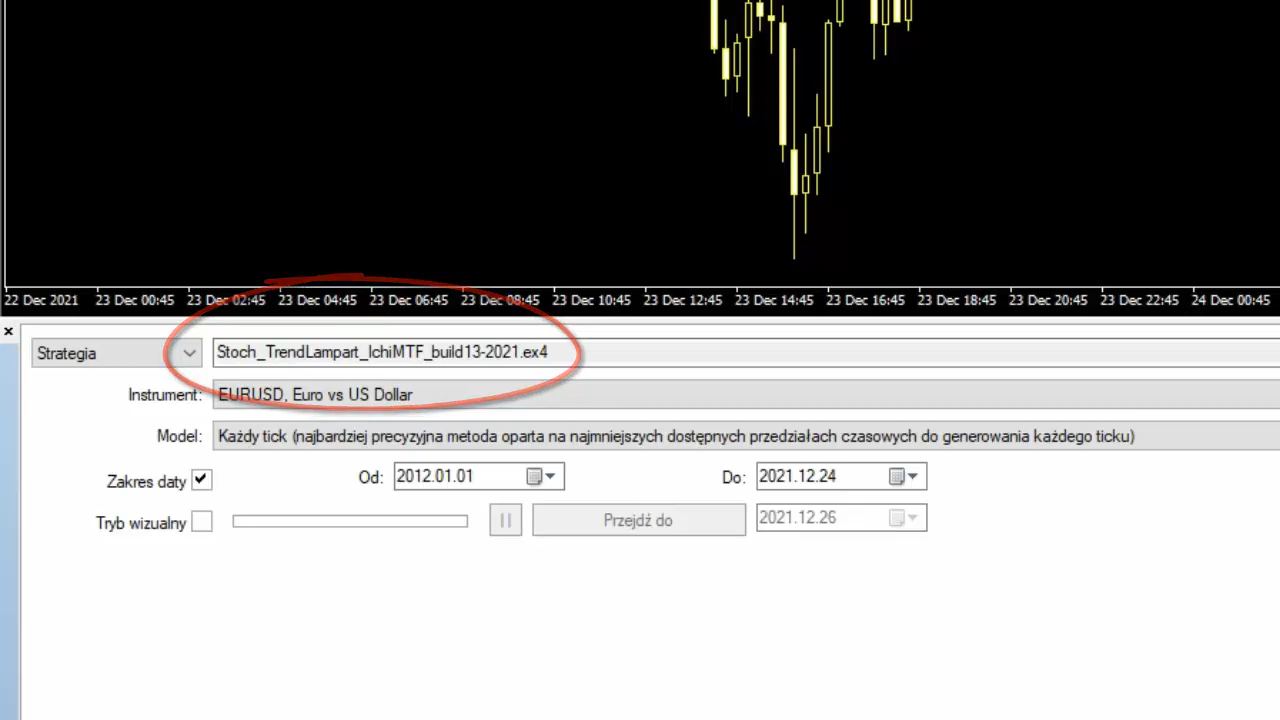 22 Dec 2021 23 Dec 00:45 23 Dec 02:45 23 Dec 04:45 23 Dec 06:45 23 Dec 08:45 23 Dec 10:45 23 Dec 12:45 23 Dec 14:45 23 Dec 16:45 23 Dec 18:45 23 Dec 20:45 23 Dec 22:45 24 Dec 00:45
Strategia Stoch_TrendLampart_IchiMTF_build13-2021.ex4
Instrument: EURUSD, Euro vs US Dollar
Model: Każdy tick (najbardziej precyzyjna metoda oparta na najmniejszych dostępnych przedziałach czasowych do generowania każdego ticku)
Zakres daty Od: 2012.01.01 Do: 2021.12.24
Tryb wizualny Przejdź do 2021.12.26